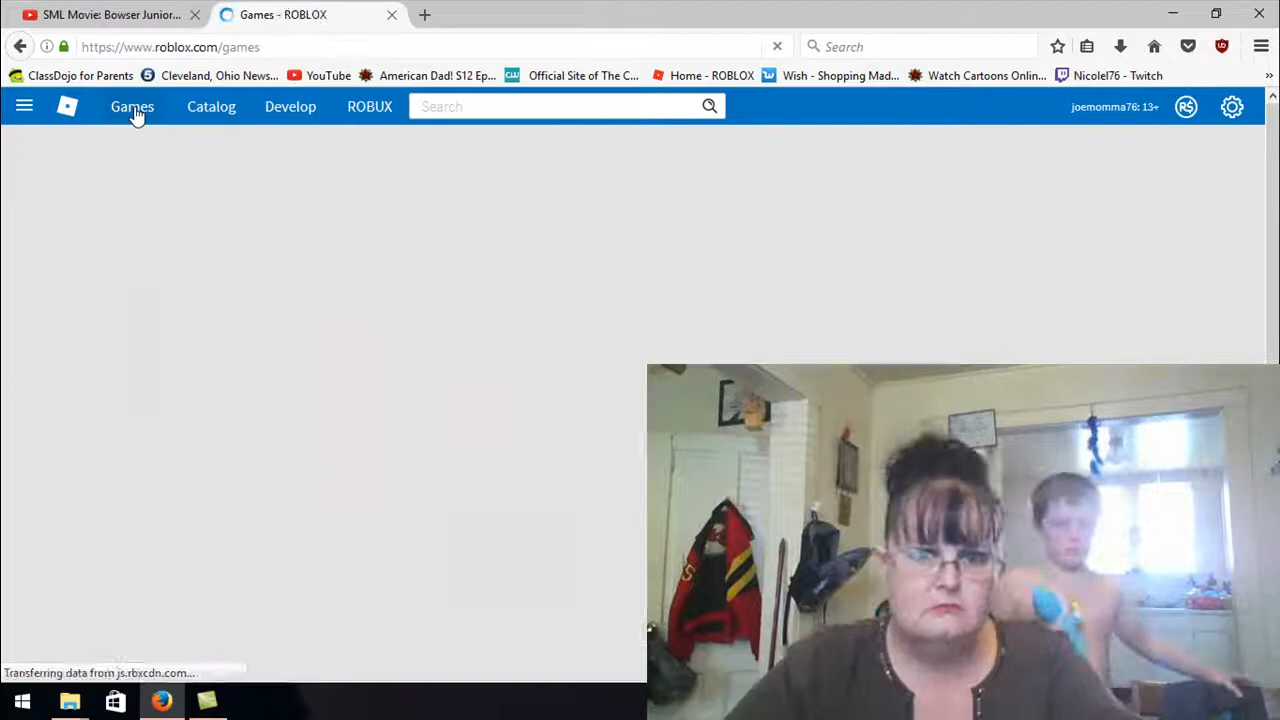 SML Movie: Bowser Junior...
Games - ROBLOX
https://www.roblox.com/games
Search
ClassDojo for Parents
Cleveland, Ohio News...
YouTube
American Dad! S12 Ep...
CW
Official Site of The C...
Home - ROBLOX
Wish - Shopping Mad...
Watch Cartoons Onlin...
Nicolel76 - Twitch
Games
Catalog
Develop
ROBUX
Search
joemomma76: 13+
R$
Transferring data from js.rbxcdn.com...